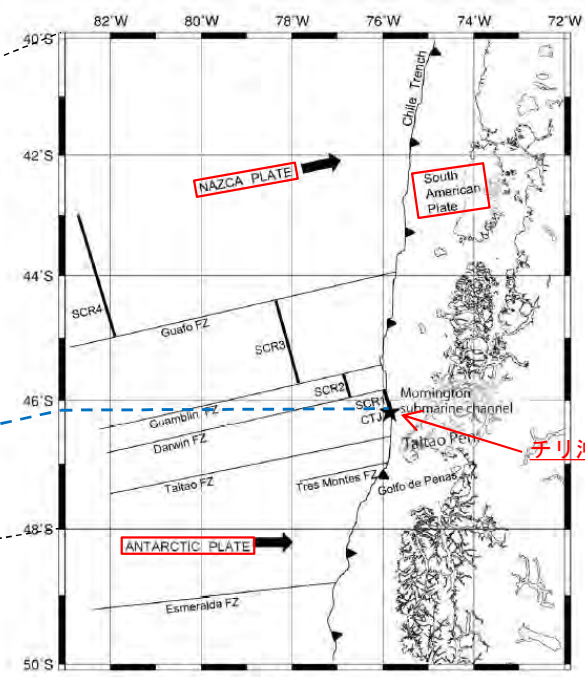 82°W 80°W 78°W 76°W 74°W 72°W
40°S
Chile Trench
42°S
NAZCA PLATE
South
American
Plate
44°S
SCR4
Guafo FZ
SCR3
SCR2
SCR1
46°S
Mornington
submarine channel
CTJ
Guamblin FZ
Darwin FZ
Taitao Pen
チリ
Taitao FZ
Tres Montes FZ
Golfo de Penas
48°S
ANTARCTIC PLATE
Esmeralda FZ
50°S